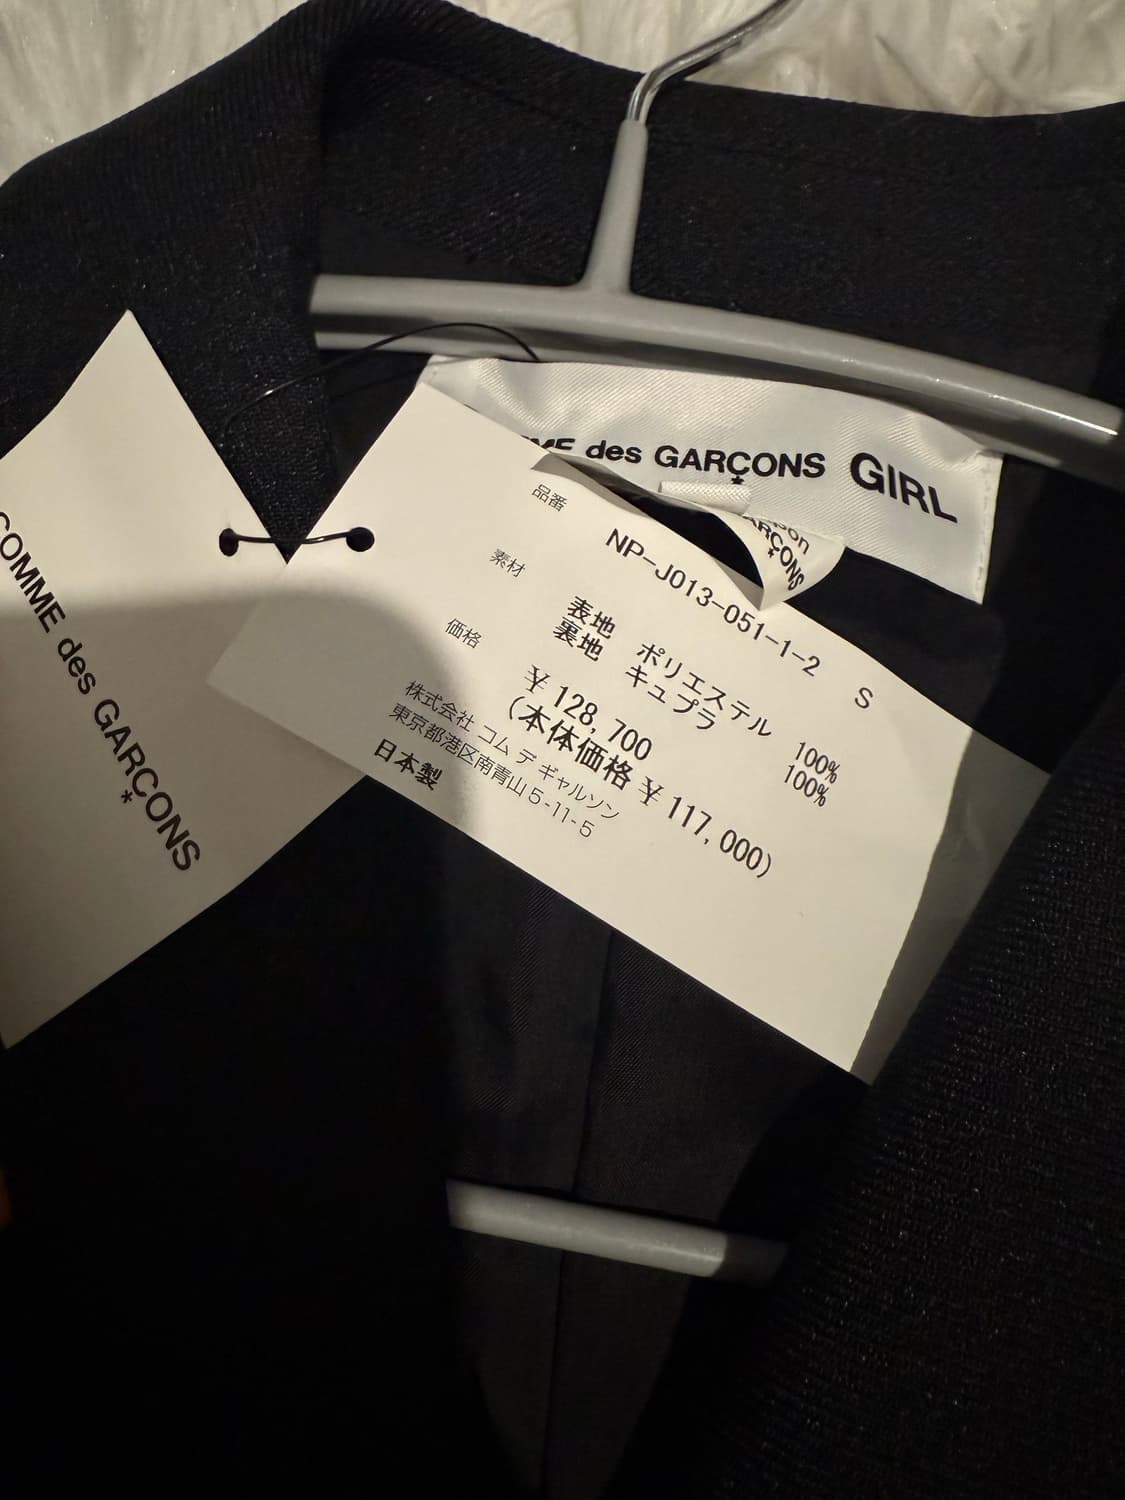 COMME des GARÇONS
des GARÇONS GIRL
GARÇONS
品番
NP-J013-051-1-2 S
素材
表地 ポリエステル 100%
裏地 キュプラ 100%
価格
¥ 128,700
(本体価格 ¥ 117,000)
株式会社 コム デ ギャルソン
東京都港区南青山 5-11-5
日本製